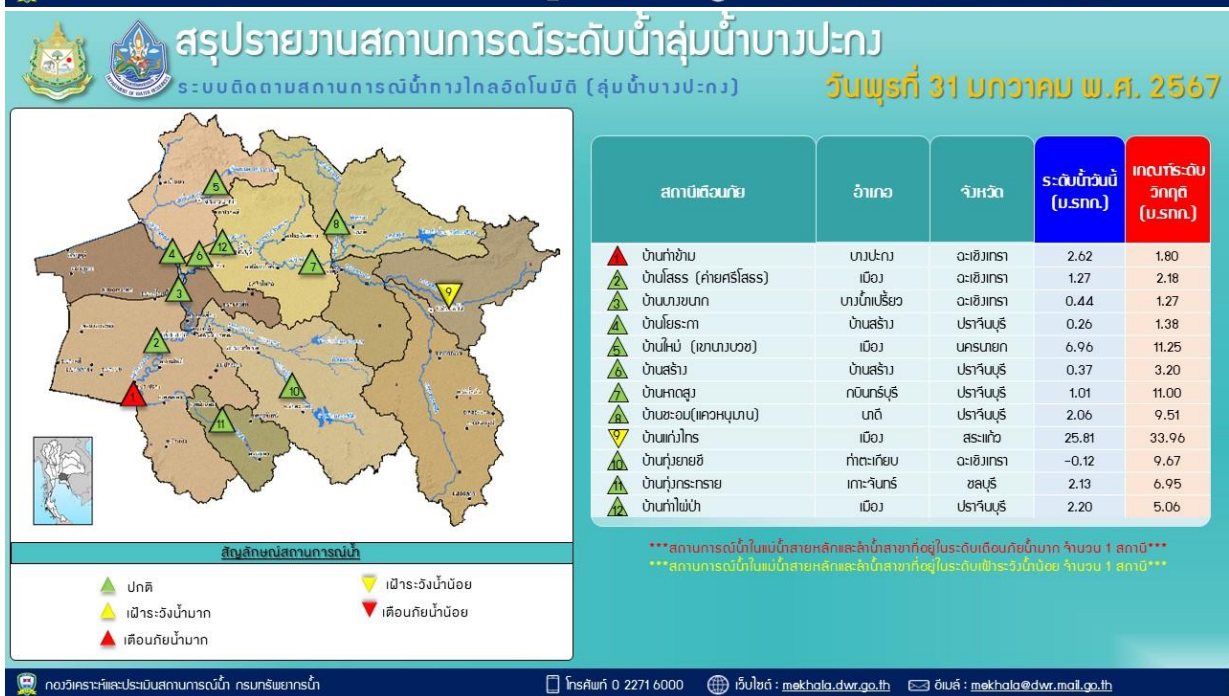 สรุปรายงานสถานการณ์ระดับน้ำลุ่มน้ำบางปะกง
ระบบติดตามสถานการณ์น้ำทางไกลอัตโนมัติ (ลุ่มน้ำบางปะกง)
วันพุธที่ 31 มกราคม พ.ศ. 2567
สถานีเตือนภัย อำเภอ จังหวัด ระดับน้ำวันนี้ (ม.รทก.) เกณฑ์ระดับวิกฤติ (ม.รทก.)
1 บ้านท่าข้าม บางปะกง ฉะเชิงเทรา 2.62 1.80
2 บ้านโสธร (ค่ายศรีโสธร) เมือง ฉะเชิงเทรา 1.27 2.18
3 บ้านบางขนาก บางน้ำเปรี้ยว ฉะเชิงเทรา 0.44 1.27
4 บ้านโยธะกา บ้านสร้าง ปราจีนบุรี 0.26 1.38
5 บ้านใหม่ (เขานางบวช) เมือง นครนายก 6.96 11.25
6 บ้านสร้าง บ้านสร้าง ปราจีนบุรี 0.37 3.20
7 บ้านหาดสูง กบินทร์บุรี ปราจีนบุรี 1.01 11.00
8 บ้านซะอม(แควหนุมาน) นาดี ปราจีนบุรี 2.06 9.51
9 บ้านแก่งไทร เมือง สระแก้ว 25.81 33.96
10 บ้านทุ่งยายชี ท่าตะเกียบ ฉะเชิงเทรา -0.12 9.67
11 บ้านทุ่งกระทราย เกาะจันทร์ ชลบุรี 2.13 6.95
12 บ้านท่าไผ่ป่า เมือง ปราจีนบุรี 2.20 5.06
***สถานการณ์น้ำในแม่น้ำสายหลักและลำน้ำสาขาที่อยู่ในระดับเตือนภัยน้ำมาก จำนวน 1 สถานี***
***สถานการณ์น้ำในแม่น้ำสายหลักและลำน้ำสาขาที่อยู่ในระดับเฝ้าระวังน้ำน้อย จำนวน 1 สถานี***
5
8
12
4
6
7
9
3
2
10
1
11
สัญลักษณ์สถานการณ์น้ำ
ปกติ
เฝ้าระวังน้ำน้อย
เฝ้าระวังน้ำมาก
เตือนภัยน้ำน้อย
เตือนภัยน้ำมาก
กองวิเคราะห์และประเมินสถานการณ์น้ำ กรมทรัพยากรน้ำ
โทรศัพท์ 0 2271 6000
เว็บไซต์ : mekhala.dwr.go.th
อีเมล์ : mekhala@dwr.mail.go.th